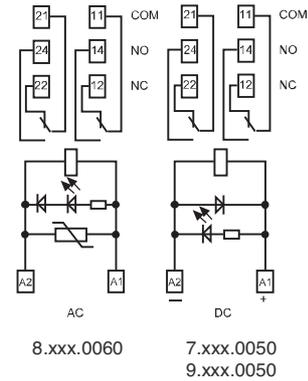 21 11 COM 21 11 COM
24 14 NO 24 14 NO
22 12 NC 22 12 NC
A2 A1 A2 A1
— +
AC DC
8.xxx.0060 7.xxx.0050
9.xxx.0050